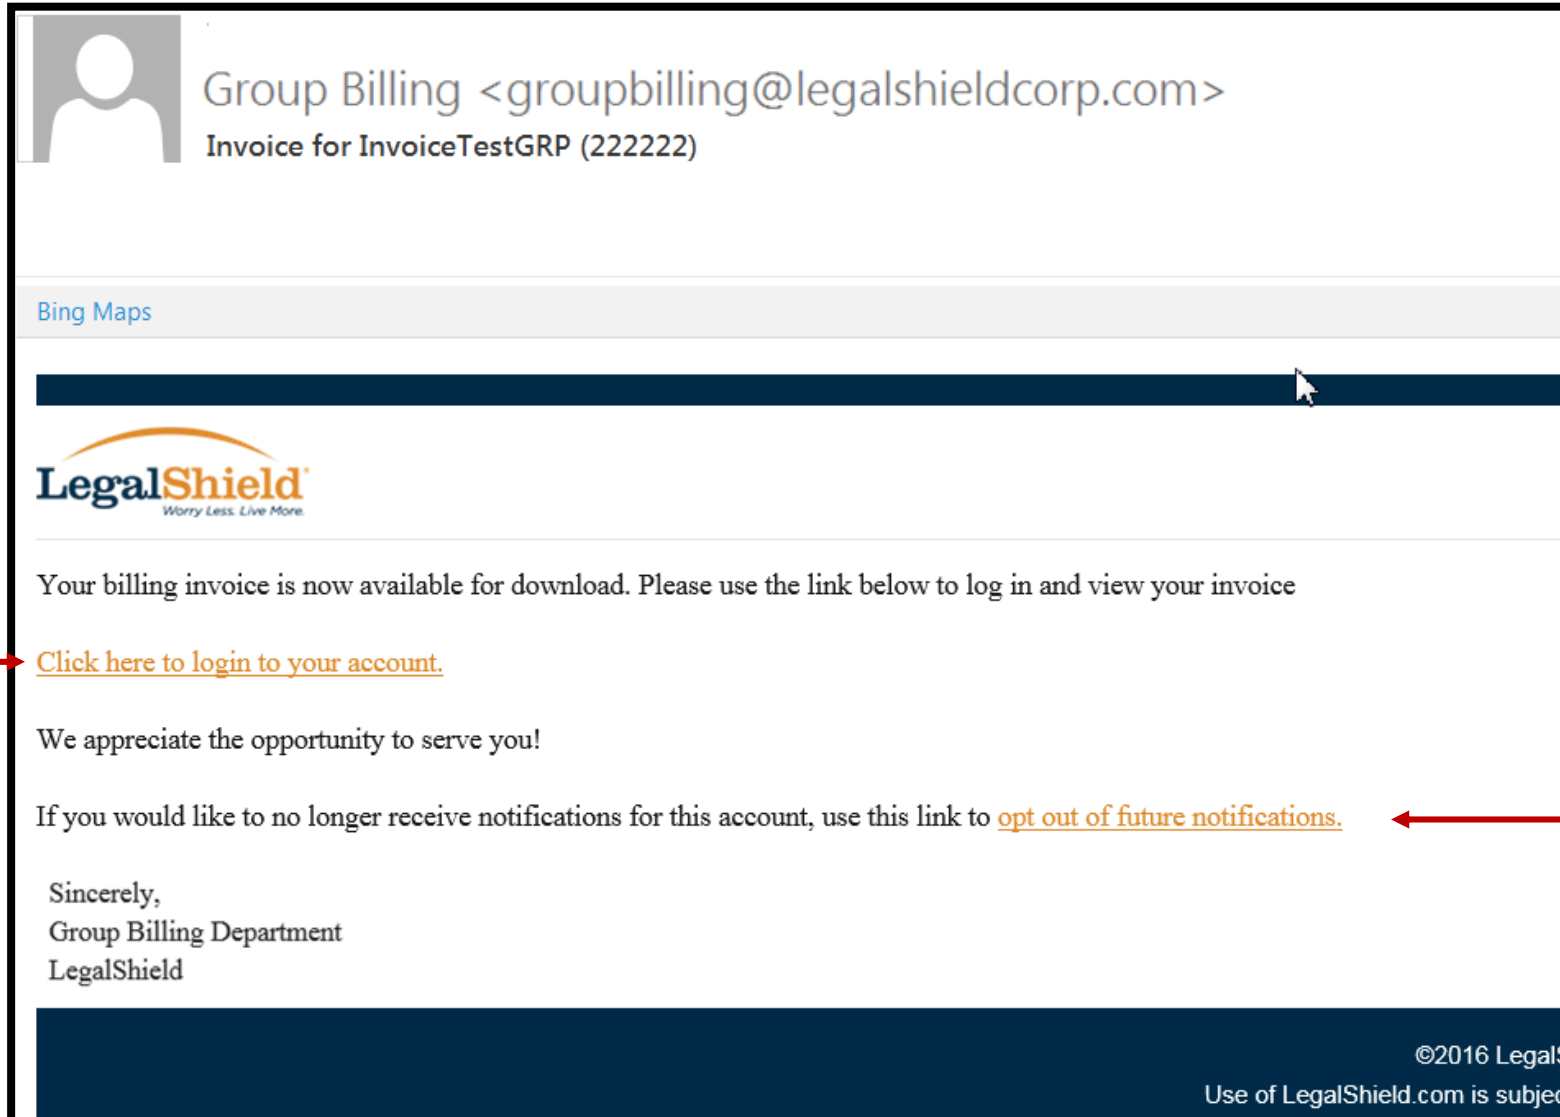 Group Billing <groupbilling@legalshieldcorp.com>
Invoice for InvoiceTestGRP (222222)
Bing Maps
LegalShield
Worry Less. Live More.
Your billing invoice is now available for download. Please use the link below to log in and view your invoice
Click here to login to your account.
We appreciate the opportunity to serve you!
If you would like to no longer receive notifications for this account, use this link to opt out of future notifications.
Sincerely,
Group Billing Department
LegalShield
©2016 Legal
Use of LegalShield.com is